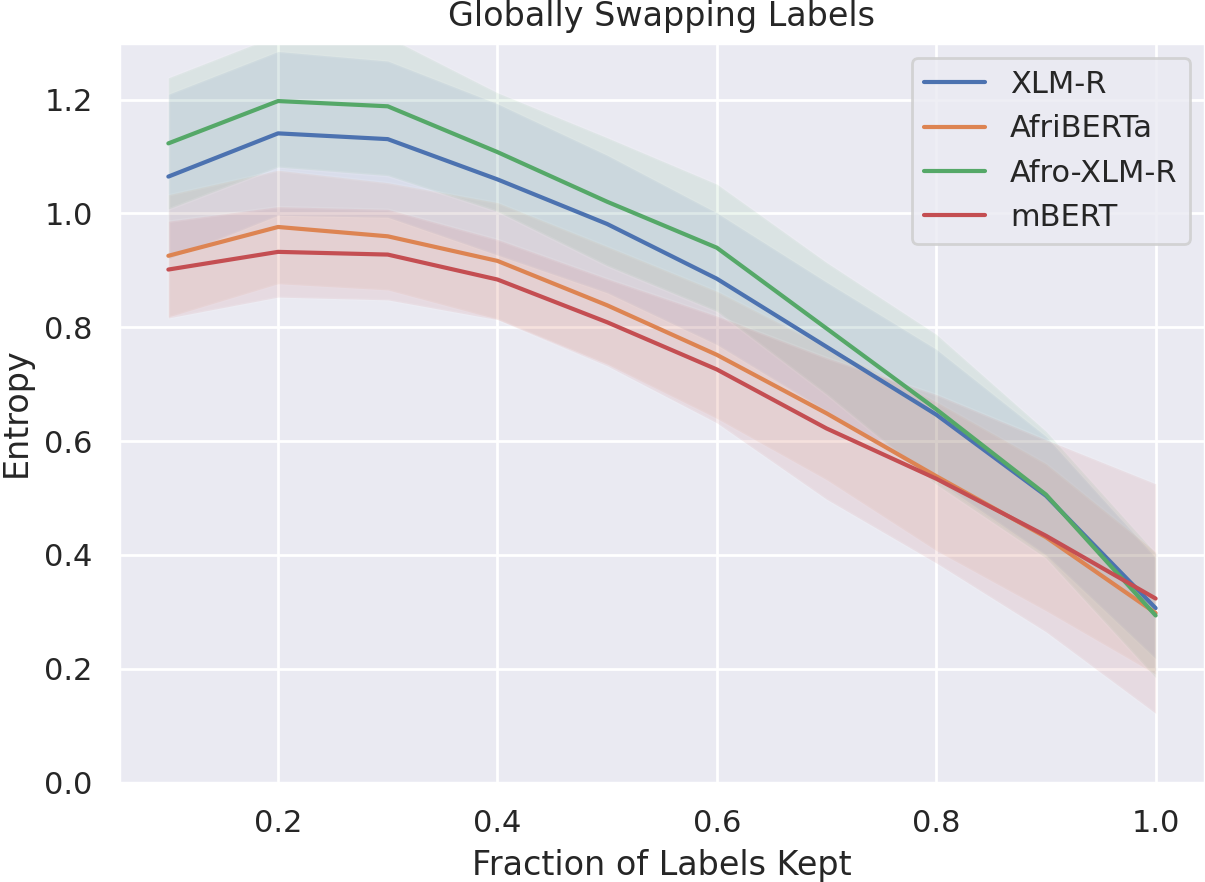 Globally Swapping Labels
XLM-R
AfriBERTa
Afro-XLM-R
mBERT
Entropy
1.2
1.0
0.8
0.6
0.4
0.2
0.0
0.2 0.4 0.6 0.8 1.0
Fraction of Labels Kept